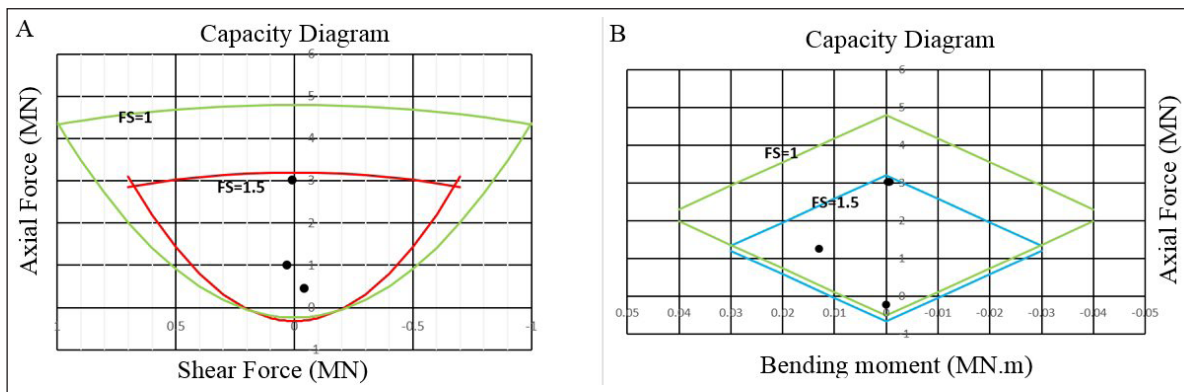 A
Capacity Diagram
Axial Force (MN)
6
5
4
3
2
1
0
1
FS=1
FS=1.5
1
0.5
0
-0.5
-1
Shear Force (MN)
B
Capacity Diagram
6
5
4
3
2
1
0
-1
FS=1
FS=1.5
0.05
0.04
0.03
0.02
0.01
0
-0.01
-0.02
-0.03
-0.04
-0.05
Bending moment (MN.m)
Axial Force (MN)